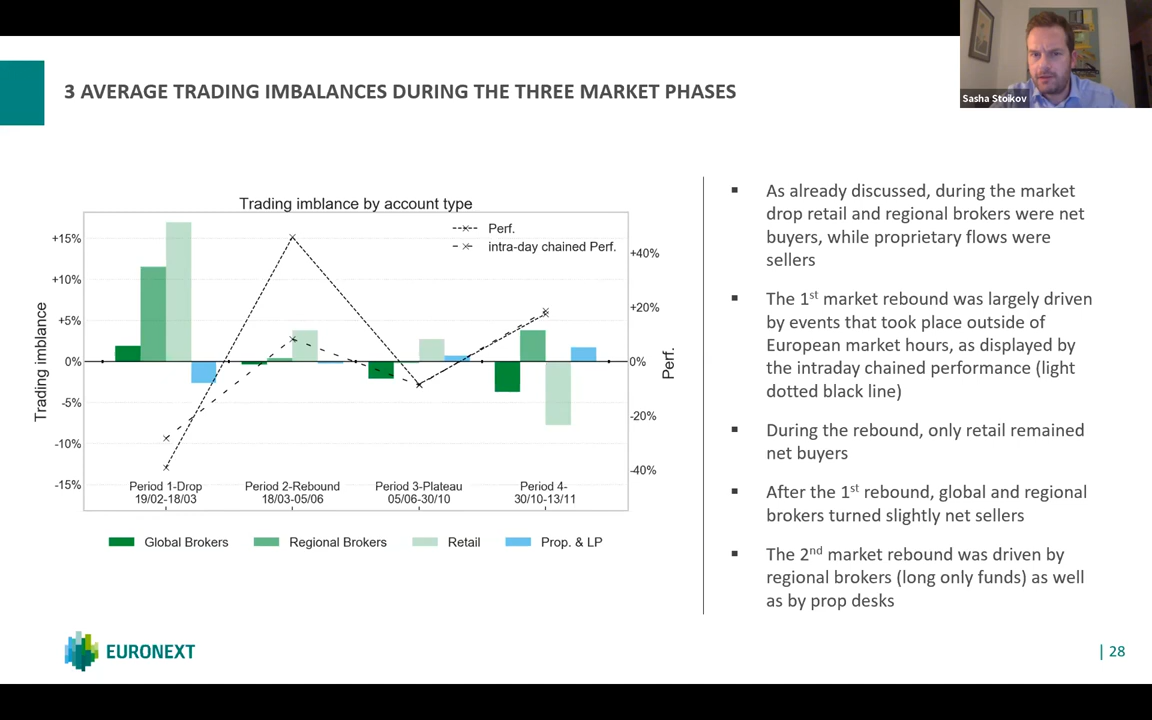 Sasha Stoikov
3 AVERAGE TRADING IMBALANCES DURING THE THREE MARKET PHASES
Trading imblance by account type
Perf.
intra-day chained Perf.
Trading imblance
+15%
+10%
+5%
0%
-5%
-10%
-15%
+40%
+20%
0%
-20%
-40%
Perf.
Period 1-Drop
19/02-18/03
Period 2-Rebound
18/03-05/06
Period 3-Plateau
05/06-30/10
Period 4-
30/10-13/11
Global Brokers
Regional Brokers
Retail
Prop. & LP
▪ As already discussed, during the market
drop retail and regional brokers were net
buyers, while proprietary flows were
sellers
▪ The 1st market rebound was largely driven
by events that took place outside of
European market hours, as displayed by
the intraday chained performance (light
dotted black line)
▪ During the rebound, only retail remained
net buyers
▪ After the 1st rebound, global and regional
brokers turned slightly net sellers
▪ The 2nd market rebound was driven by
regional brokers (long only funds) as well
as by prop desks
EURONEXT
| 28